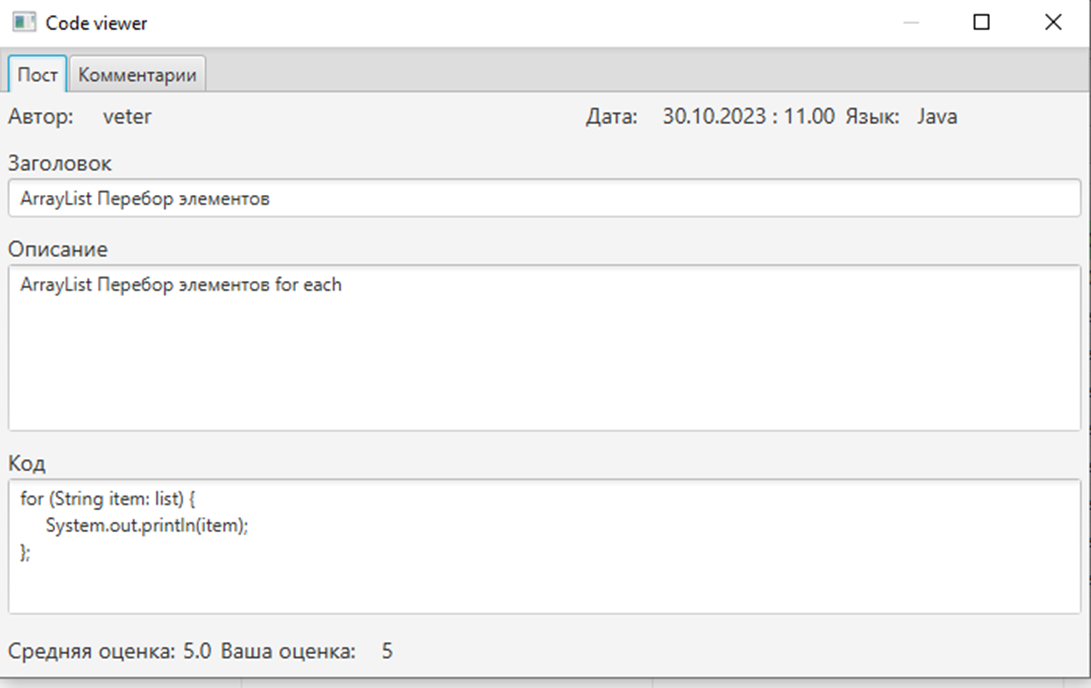 Code viewer
Пост Комментарии
Автор: veter Дата: 30.10.2023 : 11.00 Язык: Java
Заголовок
ArrayList Перебор элементов
Описание
ArrayList Перебор элементов for each
Код
for (String item: list) {
System.out.println(item);
};
Средняя оценка: 5.0 Ваша оценка: 5